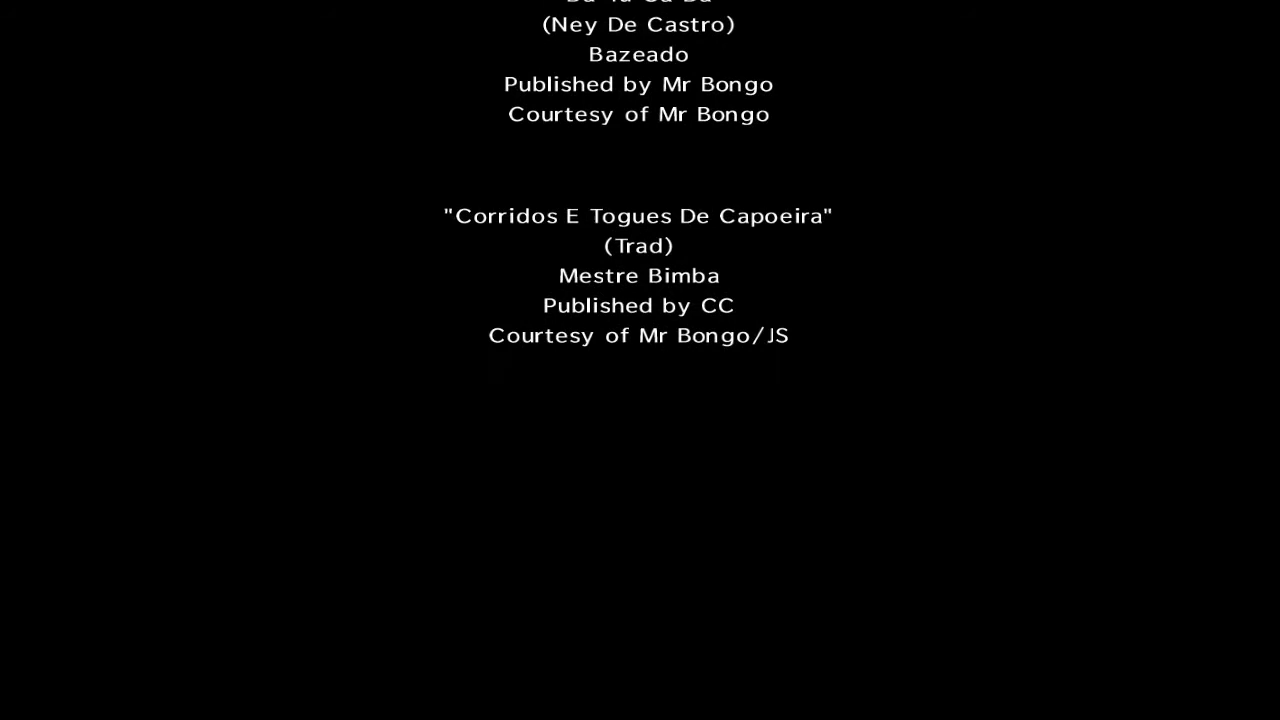 (Ney De Castro)
Bazeado
Published by Mr Bongo
Courtesy of Mr Bongo
"Corridos E Togues De Capoeira"
(Trad)
Mestre Bimba
Published by CC
Courtesy of Mr Bongo/JS